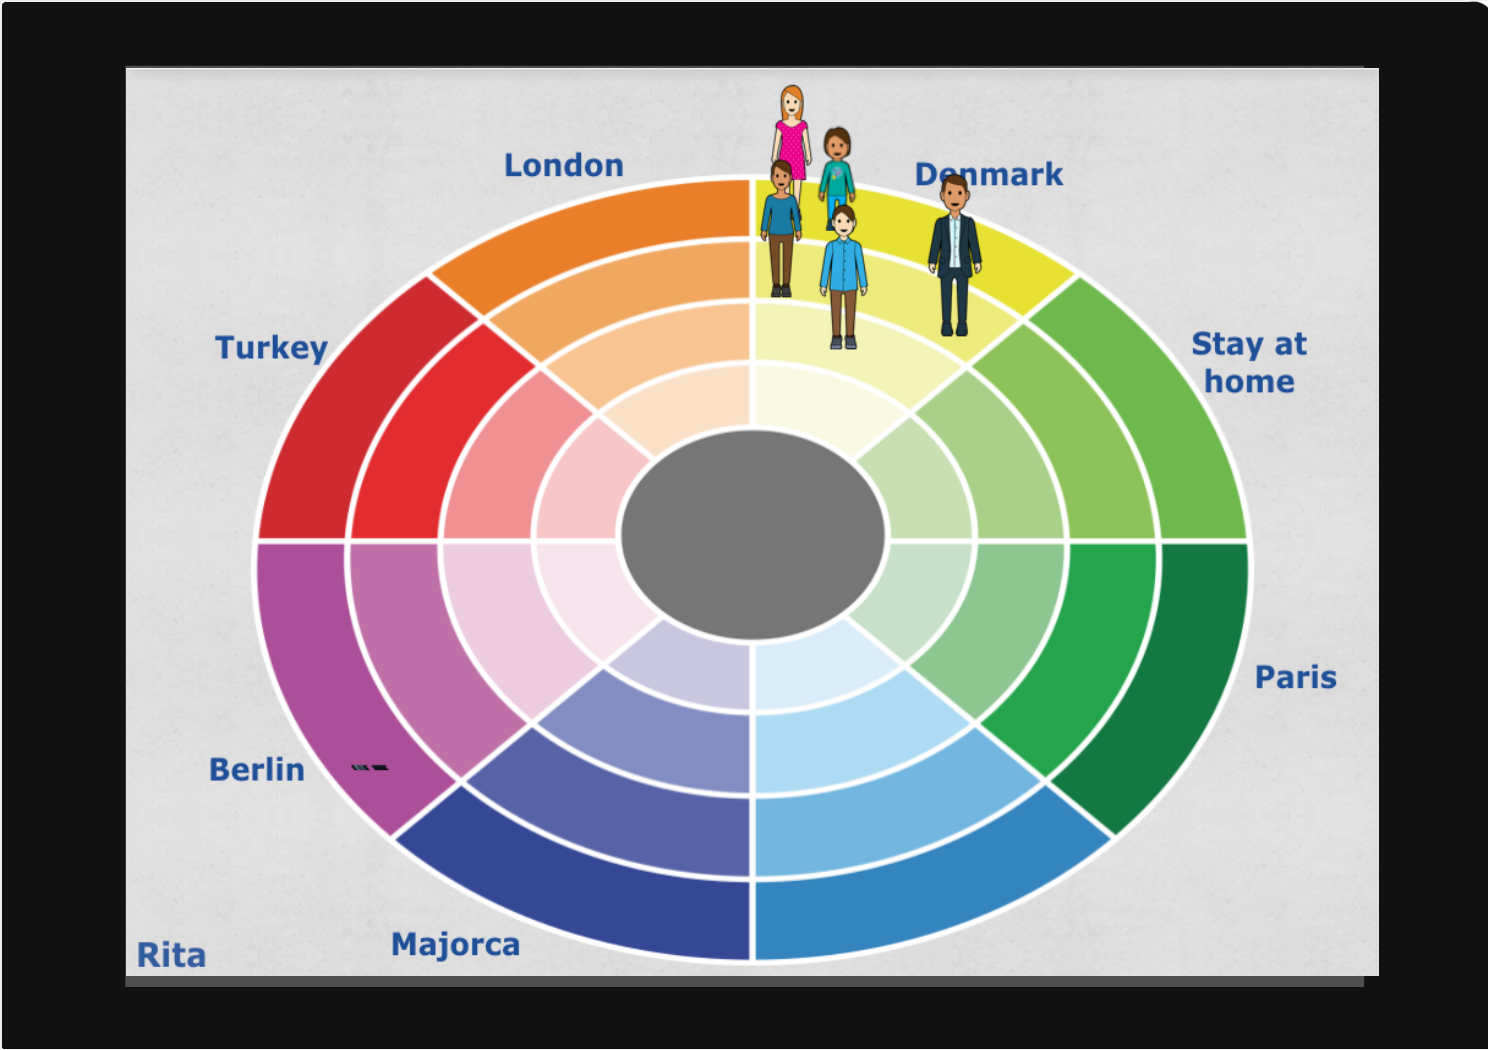 London
Denmark
Turkey
Stay at
home
Paris
Berlin
Majorca
Rita